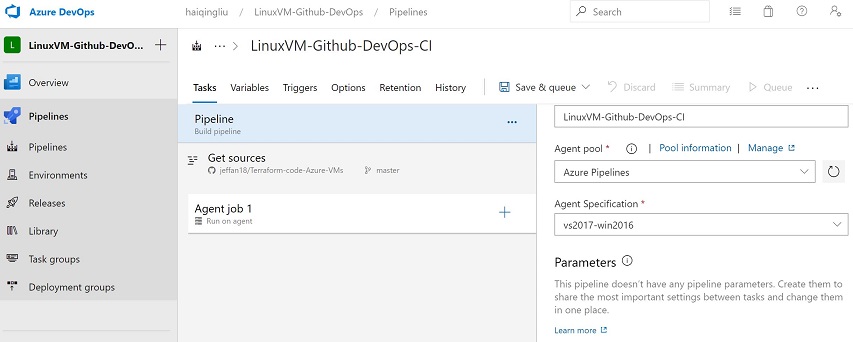 Azure DevOps
haiqingliu / LinuxVM-Github-DevOps / Pipelines
Search
L LinuxVM-Github-DevO...
... > LinuxVM-Github-DevOps-CI
Overview
Tasks Variables Triggers Options Retention History Save & queue Discard Summary Queue ...
Pipelines
Pipeline
Build pipeline
...
LinuxVM-Github-DevOps-CI
Pipelines
Get sources
jeffan18/Terraform-code-Azure-VMs master
Agent pool * | Pool information | Manage
Environments
Azure Pipelines
Releases
Agent job 1
Run on agent
Agent Specification *
Library
vs2017-win2016
Task groups
Parameters
Deployment groups
This pipeline doesn't have any pipeline parameters. Create them to
share the most important settings between tasks and change them
in one place.
Learn more